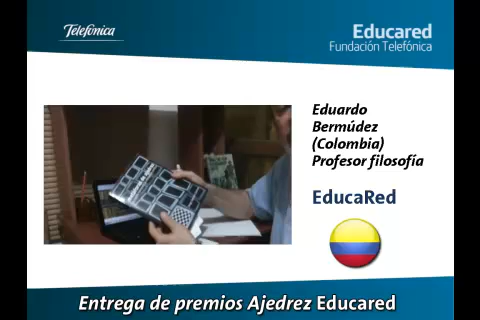 Telefónica
Educared
Fundación Telefónica
Eduardo
Bermúdez
(Colombia)
Profesor filosofía
EducaRed
Entrega de premios Ajedrez Educared